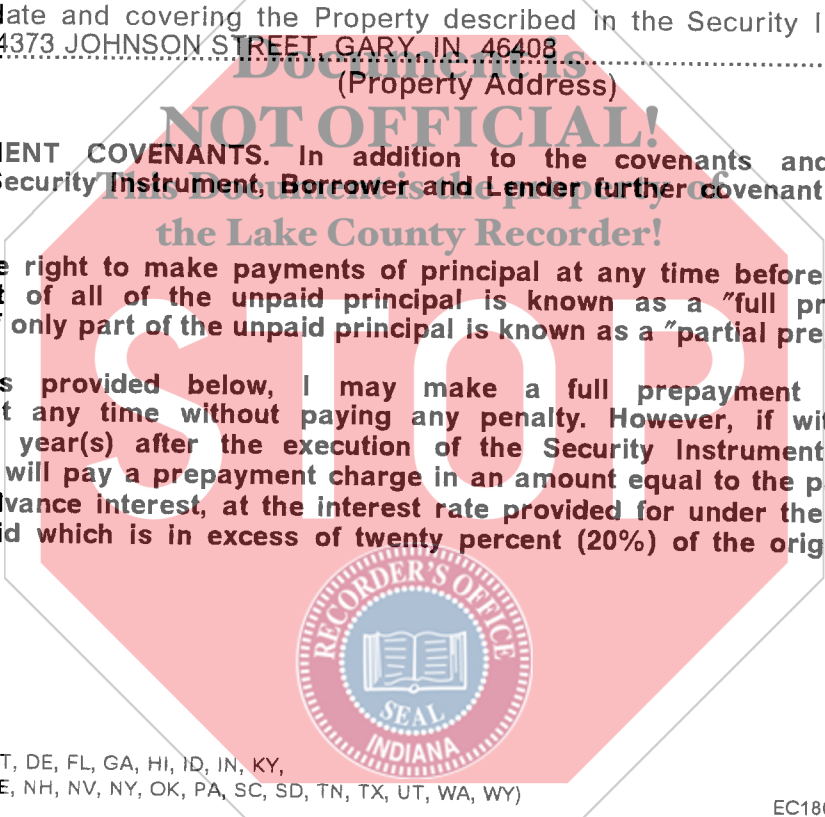 date and covering the Property described in the Security I
4373 JOHNSON STREET, GARY, IN 46408
Document is
(Property Address)
NOT OFFICIAL!
MENT COVENANTS. In addition to the covenants and
Security Instrument, Borrower and Lender further covenant
This Document is the property of
the Lake County Recorder!
e right to make payments of principal at any time before
t of all of the unpaid principal is known as a "full pr
f only part of the unpaid principal is known as a "partial pre
STOP
s provided below, I may make a full prepayment
t any time without paying any penalty. However, if wit
year(s) after the execution of the Security Instrument
will pay a prepayment charge in an amount equal to the p
dvance interest, at the interest rate provided for under the
id which is in excess of twenty percent (20%) of the orig
RECORDER'S OFFICE
SEAL
INDIANA
T, DE, FL, GA, HI, ID, IN, KY,
E, NH, NV, NY, OK, PA, SC, SD, TN, TX, UT, WA, WY)
EC180